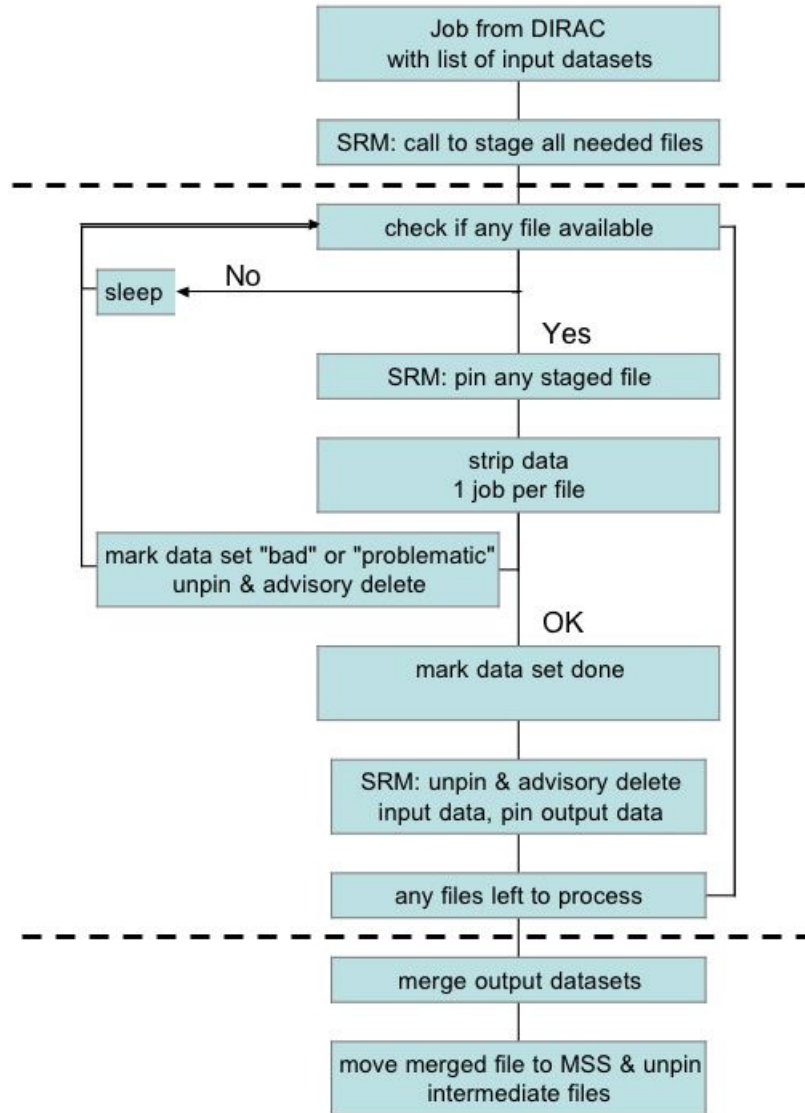 Job from DIRAC
with list of input datasets
SRM: call to stage all needed files
check if any file available
No
sleep
Yes
SRM: pin any staged file
strip data
1 job per file
mark data set "bad" or "problematic"
unpin & advisory delete
OK
mark data set done
SRM: unpin & advisory delete
input data, pin output data
any files left to process
merge output datasets
move merged file to MSS & unpin
intermediate files